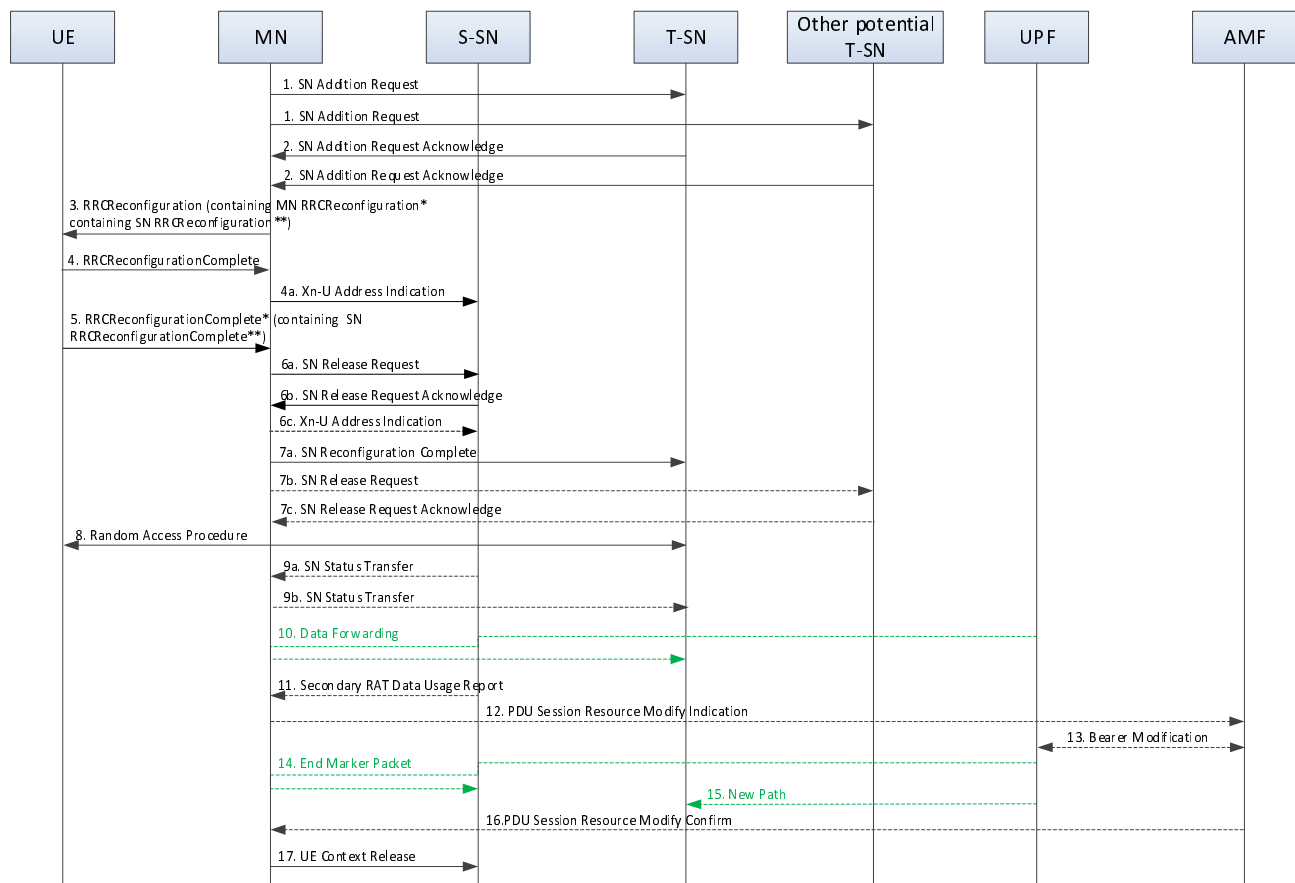 UE
MN
S-SN
T-SN
Other potential
T-SN
UPF
AMF
1. SN Addition Request
1. SN Addition Request
2. SN Addition Request Acknowledge
2. SN Addition Request Acknowledge
3. RRCReconfiguration (containing MN RRCReconfiguration*
containing SN RRCReconfiguration**)
4. RRCReconfigurationComplete
4a. Xn-U Address Indication
5. RRCReconfigurationComplete* (containing SN
RRCReconfigurationComplete**)
6a. SN Release Request
6b. SN Release Request Acknowledge
6c. Xn-U Address Indication
7a. SN Reconfiguration Complete
7b. SN Release Request
7c. SN Release Request Acknowledge
8. Random Access Procedure
9a. SN Status Transfer
9b. SN Status Transfer
10. Data Forwarding
11. Secondary RAT Data Usage Report
12. PDU Session Resource Modify Indication
13. Bearer Modification
14. End Marker Packet
15. New Path
16.PDU Session Resource Modify Confirm
17. UE Context Release